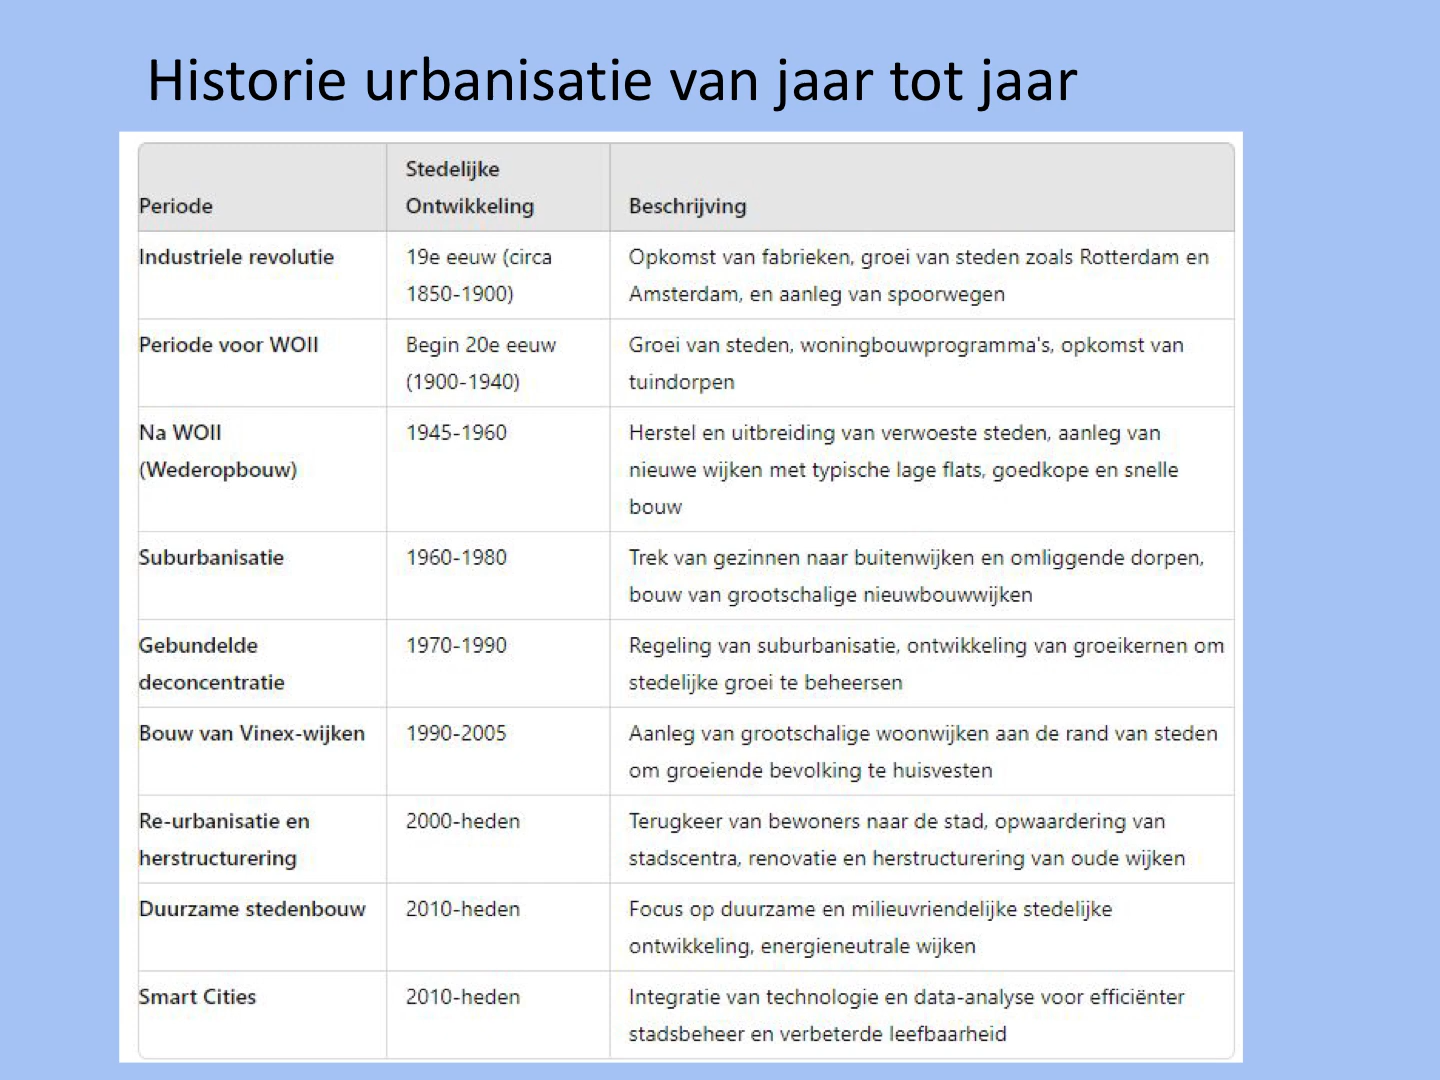 Historie urbanisatie van jaar tot jaar
Stedelijke
Periode Ontwikkeling Beschrijving
Industriele revolutie 19e eeuw (circa Opkomst van fabrieken, groei van steden zoals Rotterdam en
1850-1900) Amsterdam, en aanleg van spoorwegen
Periode voor WOII Begin 20e eeuw Groei van steden, woningbouwprogramma's, opkomst van
(1900-1940) tuindorpen
Na WOII 1945-1960 Herstel en uitbreiding van verwoeste steden, aanleg van
(Wederopbouw) nieuwe wijken met typische lage flats, goedkope en snelle
bouw
Suburbanisatie 1960-1980 Trek van gezinnen naar buitenwijken en omliggende dorpen,
bouw van grootschalige nieuwbouwwijken
Gebundelde 1970-1990 Regeling van suburbanisatie, ontwikkeling van groeikernen om
deconcentratie stedelijke groei te beheersen
Bouw van Vinex-wijken 1990-2005 Aanleg van grootschalige woonwijken aan de rand van steden
om groeiende bevolking te huisvesten
Re-urbanisatie en 2000-heden Terugkeer van bewoners naar de stad, opwaardering van
herstructurering stadscentra, renovatie en herstructurering van oude wijken
Duurzame stedenbouw 2010-heden Focus op duurzame en milieuvriendelijke stedelijke
ontwikkeling, energieneutrale wijken
Smart Cities 2010-heden Integratie van technologie en data-analyse voor efficiënter
stadsbeheer en verbeterde leefbaarheid